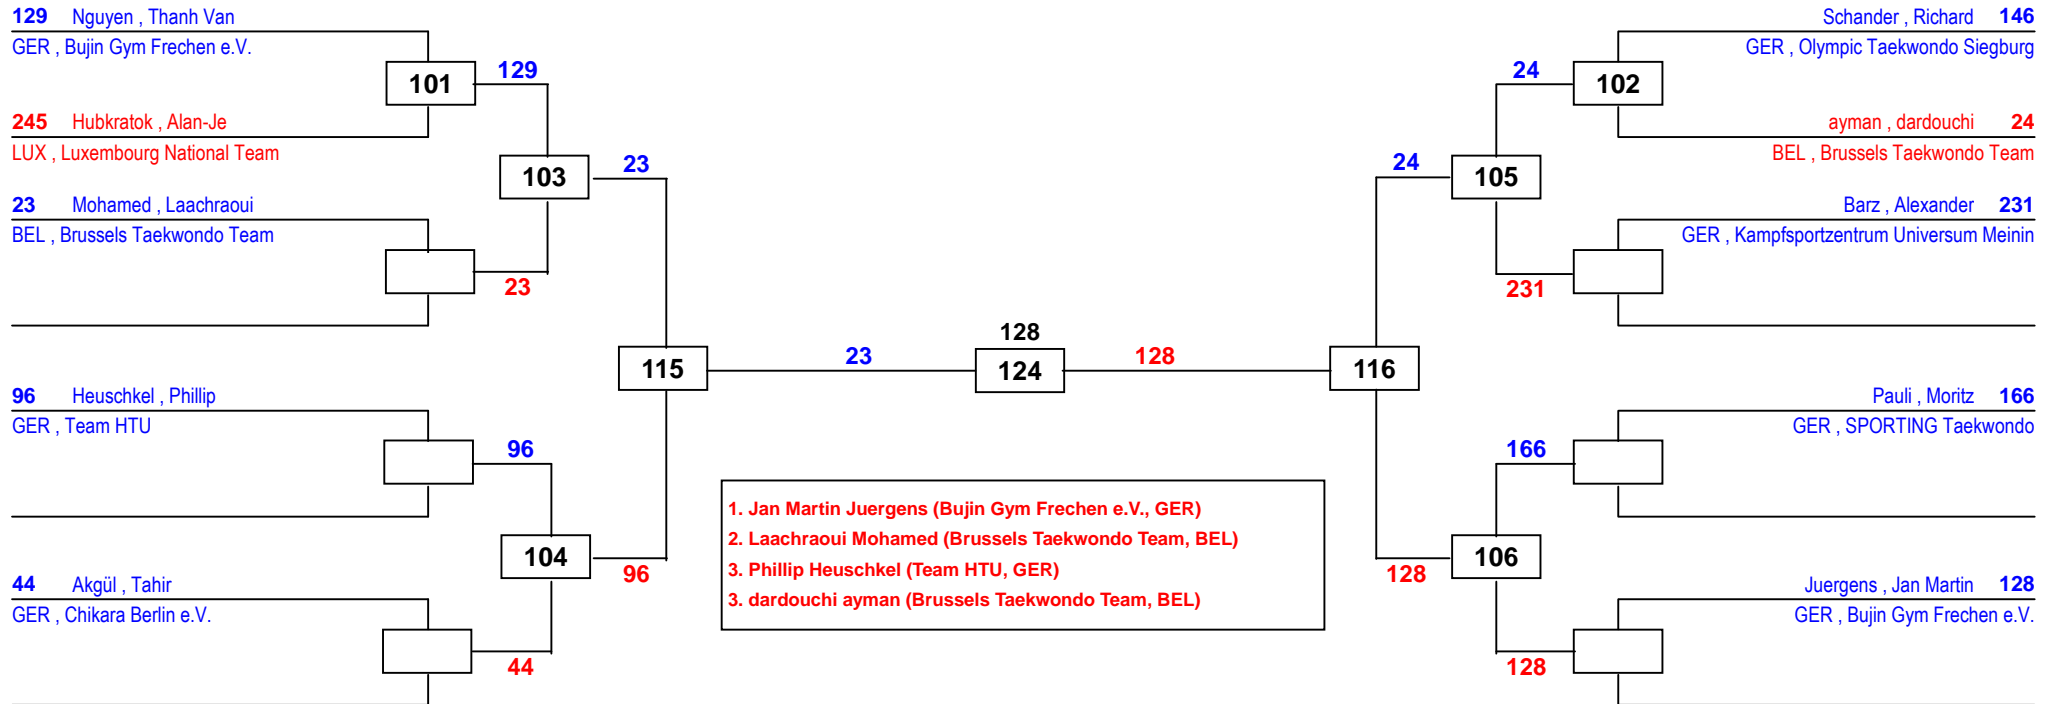 129 Nguyen , Thanh Van
GER , Bujin Gym Frechen e.V.
101
129
245 Hubkratok , Alan-Je
LUX , Luxembourg National Team
103
23
23 Mohamed , Laachraoui
BEL , Brussels Taekwondo Team
23
115
23
96 Heuschkel , Phillip
GER , Team HTU
96
104
96
44 Akgül , Tahir
GER , Chikara Berlin e.V.
44
128
124
128
1. Jan Martin Juergens (Bujin Gym Frechen e.V., GER)
2. Laachraoui Mohamed (Brussels Taekwondo Team, BEL)
3. Phillip Heuschkel (Team HTU, GER)
3. dardouchi ayman (Brussels Taekwondo Team, BEL)
Schander , Richard 146
GER , Olympic Taekwondo Siegburg
24
102
ayman , dardouchi 24
BEL , Brussels Taekwondo Team
24
105
Barz , Alexander 231
GER , Kampfsportzentrum Universum Meinin
231
116
Pauli , Moritz 166
GER , SPORTING Taekwondo
166
106
128
Juergens , Jan Martin 128
GER , Bujin Gym Frechen e.V.
128